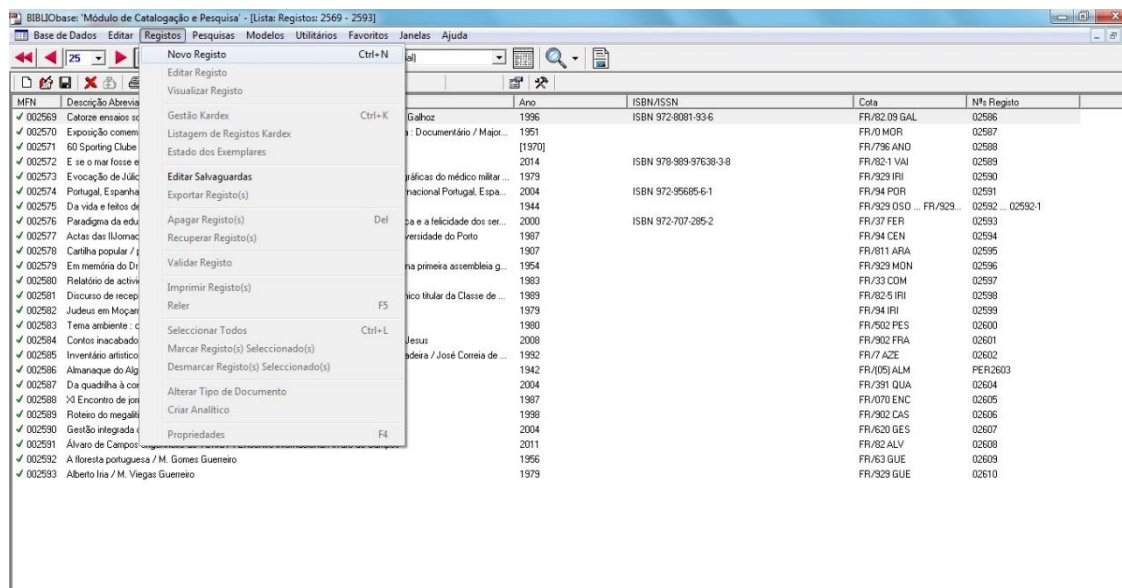 BIBLIObase: 'Módulo de Catalogação e Pesquisa' - [Lista: Registos: 2569 - 2593]
Base de Dados Editar Registos Pesquisas Modelos Utilitários Favoritos Janelas Ajuda
25
Novo Registo Ctrl+N
Editar Registo
Visualizar Registo
Gestão Kardex Ctrl+K
Listagem de Registos Kardex
Estado dos Exemplares
Editar Salvaguardas
Exportar Registo(s)
Apagar Registo(s) Del
Recuperar Registo(s)
Validar Registo
Imprimir Registo(s)
Reler F5
Seleccionar Todos Ctrl+L
Marcar Registo(s) Seleccionado(s)
Desmarcar Registo(s) Seleccionado(s)
Alterar Tipo de Documento
Criar Analítico
Propriedades F4
MFN Descrição Abrevia Ano ISBN/ISSN Cota Nºs Registo
002569 Catorze ensaios so Galhoz 1996 ISBN 972-8081-93-6 FR/82.09 GAL 02586
002570 Exposição comem a : Documentário / Major... 1951 FR/0 MOR 02587
002571 60 Sporting Clube [1970] FR/796 ANO 02588
002572 E se o mar fosse e 2014 ISBN 978-989-97638-3-8 FR/82-1 VAI 02589
002573 Evocação de Júlio gráficas do médico militar ... 1979 FR/929 IRI 02590
002574 Portugal, Espanha rnacional Portugal, Espa... 2004 ISBN 972-95685-6-1 FR/94 POR 02591
002575 Da vida e feitos de 1944 FR/929 OSO ... FR/929... 02592 ... 02592-1
002576 Paradigma da edu ca e a felicidade dos ser... 2000 ISBN 972-707-285-2 FR/37 FER 02593
002577 Actas das IIJornad versidade do Porto 1987 FR/94 CEN 02594
002578 Cartilha popular / 1907 FR/811 ARA 02595
002579 Em memória do Dr na primeira assembleia g... 1954 FR/929 MON 02596
002580 Relatório de activi 1983 FR/33 COM 02597
002581 Discurso de recep nico titular da Classe de ... 1989 FR/82-5 IRI 02598
002582 Judeus em Moçam 1979 FR/94 IRI 02599
002583 Tema ambiente : 1980 FR/502 PES 02600
002584 Contos inacabado Jesus 2008 FR/902 FRA 02601
002585 Inventário artistico adeira / José Correia de ... 1992 FR/7 AZE 02602
002586 Almanaque do Alg 1942 FR/(05) ALM PER2603
002587 Da quadrilha à con 2004 FR/391 QUA 02604
002588 XI Encontro de jor 1987 FR/070 ENC 02605
002589 Roteiro do megaliti 1998 FR/902 CAS 02606
002590 Gestão integrada 2004 FR/620 GES 02607
002591 Álvaro de Campos 2011 FR/82 ALV 02608
002592 A floresta portuguesa / M. Gomes Guerreiro 1956 FR/63 GUE 02609
002593 Alberto Iria / M. Viegas Guerreiro 1979 FR/929 GUE 02610